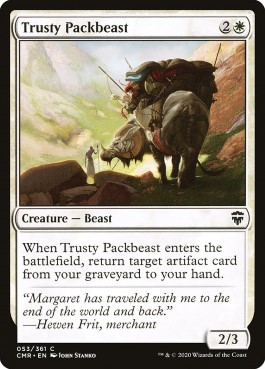 Trusty Packbeast 2
Creature — Beast
When Trusty Packbeast enters the
battlefield, return target artifact
card from your graveyard to your hand.
"Margaret has traveled with me to the
end of the world and back."
—Hewen Frit, merchant
2/3
053/361 C
CMR • EN John Stanko
™ & © 2020 Wizards of the Coast